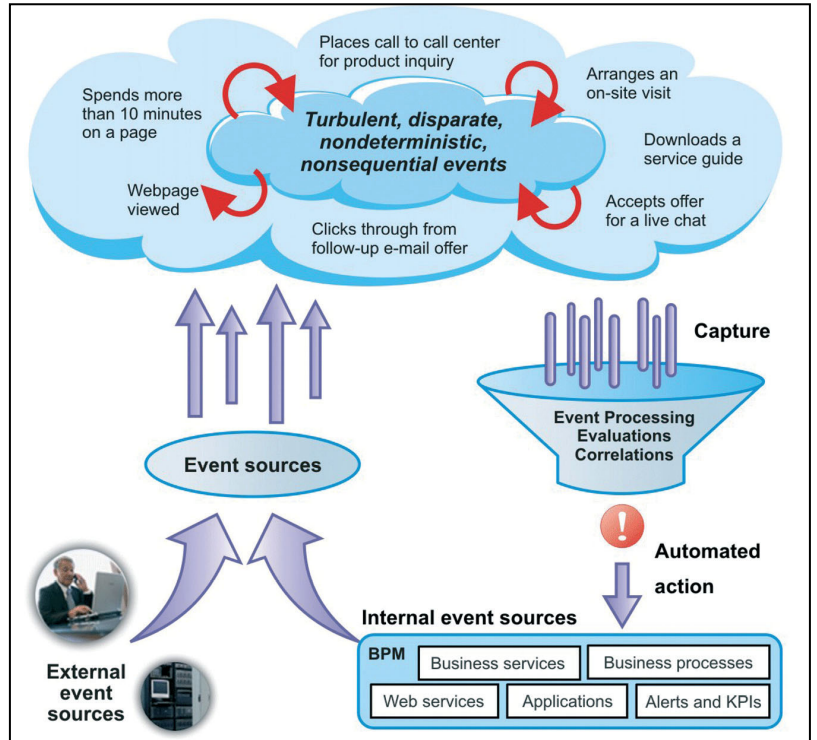 Places call to call center
for product inquiry
Spends more
than 10 minutes
on a page
Arranges an
on-site visit
Turbulent, disparate,
nondeterministic,
nonsequential events
Downloads a
service guide
Webpage
viewed
Accepts offer
for a live chat
Clicks through from
follow-up e-mail offer
Capture
Event Processing
Evaluations
Correlations
Event sources
!
Automated
action
Internal event sources
BPM
Business services
Business processes
Web services
Applications
Alerts and KPIs
External
event
sources